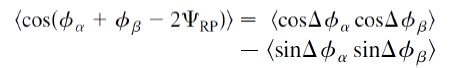 ⟨cos(ϕ_α + ϕ_β − 2Ψ_RP)⟩ = ⟨cosΔϕ_α cosΔϕ_β⟩
− ⟨sinΔϕ_α sinΔϕ_β⟩